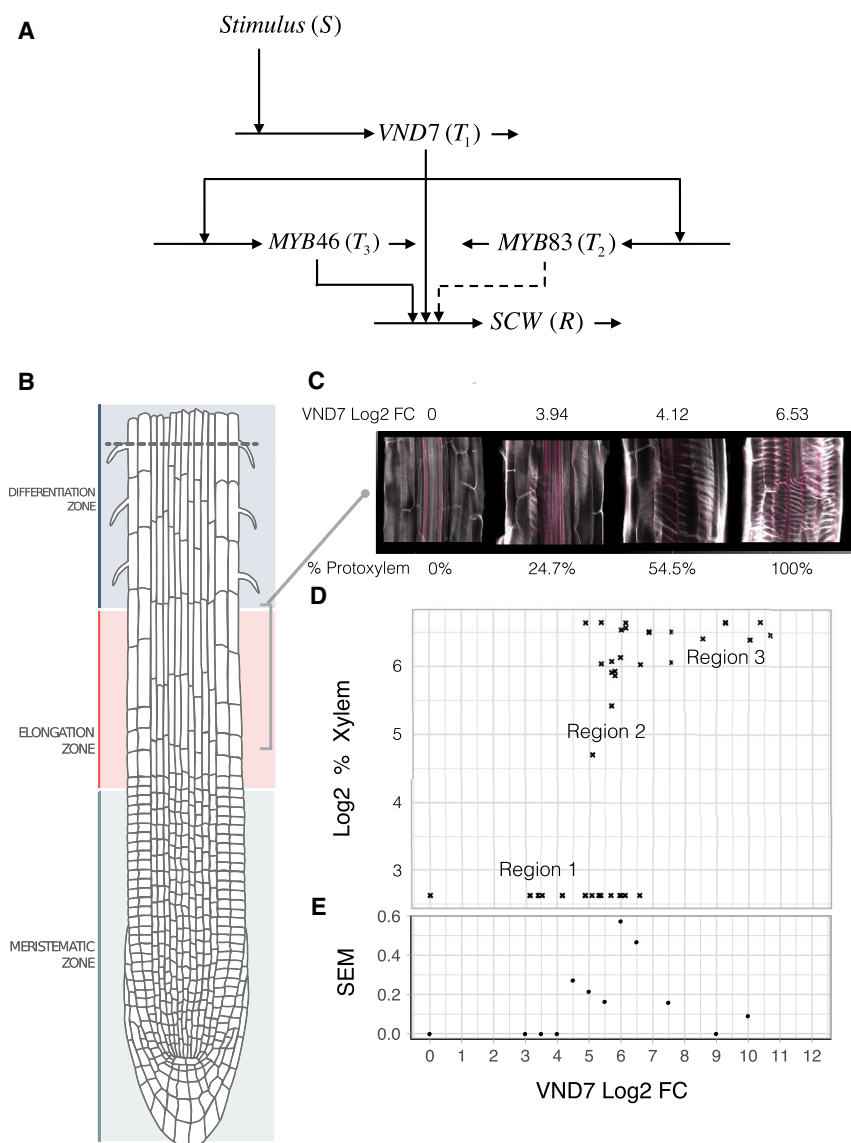 A
Stimulus (S)
VND7 (T1)
MYB46 (T3)
MYB83 (T2)
SCW (R)
B
DIFFERENTIATION
ZONE
ELONGATION
ZONE
MERISTEMATIC
ZONE
C
VND7 Log2 FC 0 3.94 4.12 6.53
% Protoxylem 0% 24.7% 54.5% 100%
D
Log2 % Xylem
6
5
4
3
Region 3
Region 2
Region 1
E
SEM
0.6
0.4
0.2
0.0
0 1 2 3 4 5 6 7 8 9 10 11 12
VND7 Log2 FC